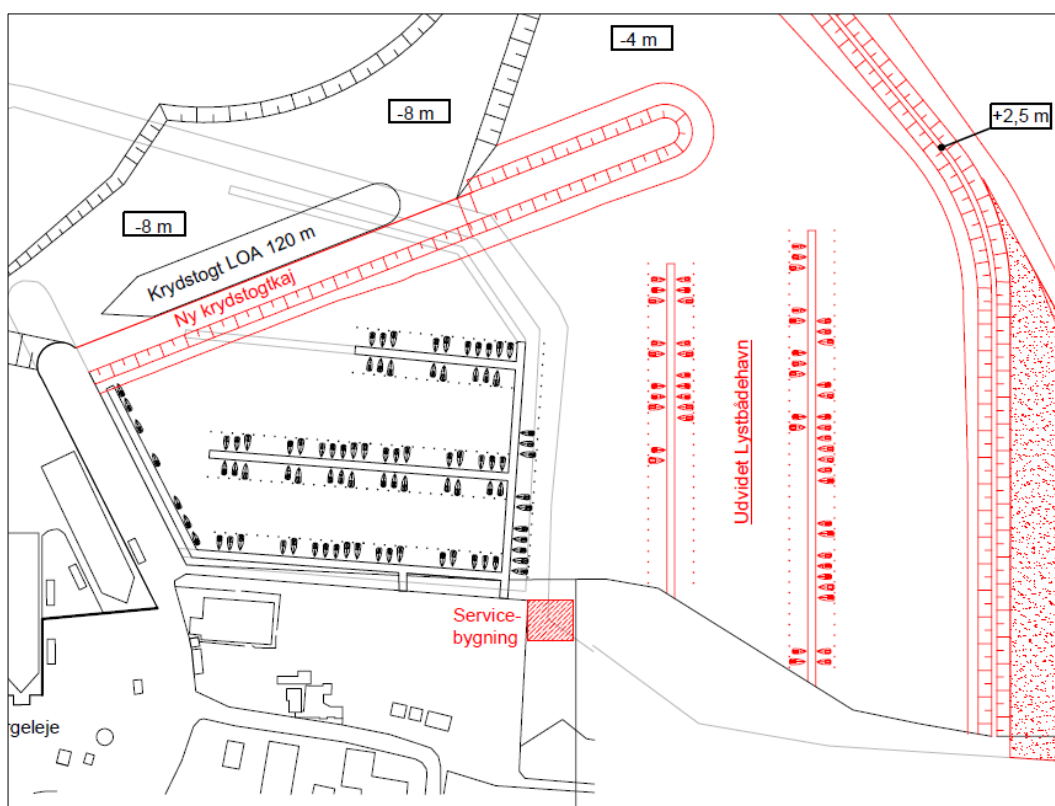 -4 m
-8 m
+2,5 m
-8 m
Krydstogt LOA 120 m
Ny krydstogtkaj
Udvidet Lystbådehavn
Service-
bygning
rgeleje